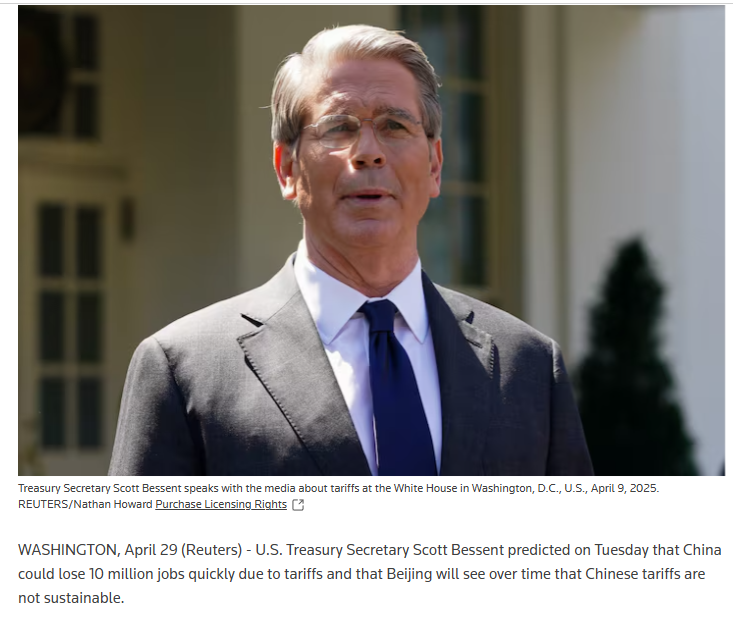 Treasury Secretary Scott Bessent speaks with the media about tariffs at the White House in Washington, D.C., U.S., April 9, 2025.
REUTERS/Nathan Howard Purchase Licensing Rights
WASHINGTON, April 29 (Reuters) - U.S. Treasury Secretary Scott Bessent predicted on Tuesday that China
could lose 10 million jobs quickly due to tariffs and that Beijing will see over time that Chinese tariffs are
not sustainable.